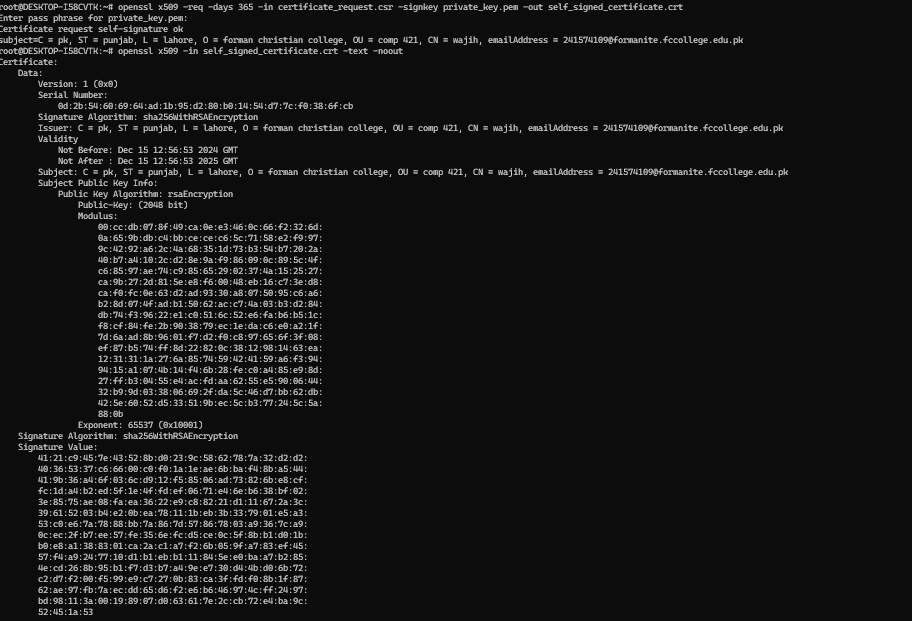 root@DESKTOP-I58CVTK:~# openssl x509 -req -days 365 -in certificate_request.csr -signkey private_key.pem -out self_signed_certificate.crt
Enter pass phrase for private_key.pem:
Certificate request self-signature ok
subject=C = pk, ST = punjab, L = lahore, O = forman christian college, OU = comp 421, CN = wajih, emailAddress = 241574109@formanite.fccollege.edu.pk
root@DESKTOP-I58CVTK:~# openssl x509 -in self_signed_certificate.crt -text -noout
Certificate:
Data:
Version: 1 (0x0)
Serial Number:
0d:2b:54:60:69:64:ad:1b:95:d2:80:b0:14:54:d7:7c:f0:38:6f:cb
Signature Algorithm: sha256WithRSAEncryption
Issuer: C = pk, ST = punjab, L = lahore, O = forman christian college, OU = comp 421, CN = wajih, emailAddress = 241574109@formanite.fccollege.edu.pk
Validity
Not Before: Dec 15 12:56:53 2024 GMT
Not After : Dec 15 12:56:53 2025 GMT
Subject: C = pk, ST = punjab, L = lahore, O = forman christian college, OU = comp 421, CN = wajih, emailAddress = 241574109@formanite.fccollege.edu.pk
Subject Public Key Info:
Public Key Algorithm: rsaEncryption
Public-Key: (2048 bit)
Modulus:
00:cc:db:07:8f:49:ca:0e:e3:46:0c:66:f2:32:6d:
0a:65:9b:db:c4:bb:ce:ce:c6:5c:71:58:e2:f9:97:
9c:42:92:a6:2c:4a:68:35:1d:73:b3:54:b7:20:2a:
40:b7:a4:10:2c:d2:8e:9a:f9:86:09:0c:89:5c:4f:
c6:85:97:ae:74:c9:85:65:29:02:37:4a:15:25:27:
ca:9b:27:2d:81:5e:e8:f6:00:48:eb:16:c7:3e:d8:
ca:f0:fc:0e:63:d2:ad:93:30:a8:07:50:95:c6:a6:
b2:8d:07:4f:ad:b1:50:62:ac:c7:4a:03:b3:d2:84:
db:74:f3:96:22:e1:c0:51:6c:52:e6:fa:b6:b5:1c:
f8:cf:84:fe:2b:90:38:79:ec:1e:da:c6:e0:a2:1f:
7d:6a:ad:8b:96:01:f7:d2:f0:c8:97:65:6f:3f:08:
ef:87:b5:74:ff:8d:22:82:0c:38:12:98:14:63:ea:
12:31:31:1a:27:6a:85:74:59:42:41:59:a6:f3:94:
94:15:a1:07:4b:14:f4:6b:28:fe:c0:a4:85:e9:8d:
27:ff:b3:04:55:e4:ac:fd:aa:62:55:e5:90:06:44:
32:b9:9d:03:38:06:69:2f:da:5c:46:d7:bb:62:db:
42:5e:60:52:d5:33:51:9b:ec:5c:b3:77:24:5c:5a:
88:0b
Exponent: 65537 (0x10001)
Signature Algorithm: sha256WithRSAEncryption
Signature Value:
41:21:c9:45:7e:43:52:8b:d0:23:9c:58:62:78:7a:32:d2:d2:
40:36:53:37:c6:66:00:c0:f0:1a:1e:ae:6b:ba:f4:8b:a5:44:
41:9b:36:a4:6f:03:6c:d9:12:f5:85:06:ad:73:82:6b:e8:cf:
fc:1d:a4:b2:ed:5f:1e:4f:fd:ef:06:71:e4:6e:b6:38:bf:02:
3e:85:75:ae:08:fa:ea:36:22:e9:c8:82:21:d1:11:67:2a:3c:
39:61:52:03:b4:e2:0b:ea:78:11:1b:eb:3b:33:79:01:e5:a3:
53:c0:e6:7a:78:88:bb:7a:86:7d:57:86:78:03:a9:36:7c:a9:
0c:ec:2f:b7:ee:57:fe:35:6e:fc:d5:ce:0c:5f:8b:b1:d0:1b:
b0:e8:a1:38:83:01:ca:2a:c1:a7:f2:6b:05:9f:a7:83:ef:45:
57:f4:a9:24:77:10:d1:b1:eb:b1:11:84:5e:e0:ba:a7:b2:85:
4e:cd:26:8b:95:b1:f7:d3:b7:a4:9e:e7:30:d4:4b:d0:6b:72:
c2:d7:f2:00:f5:99:e9:c7:27:0b:83:ca:3f:fd:f0:8b:1f:87:
62:ae:97:fb:7a:ec:dd:65:d6:f2:e6:b6:46:97:4c:ff:24:97:
bd:98:11:3a:00:19:89:07:d0:63:61:7e:2c:cb:72:e4:ba:9c:
52:45:1a:53